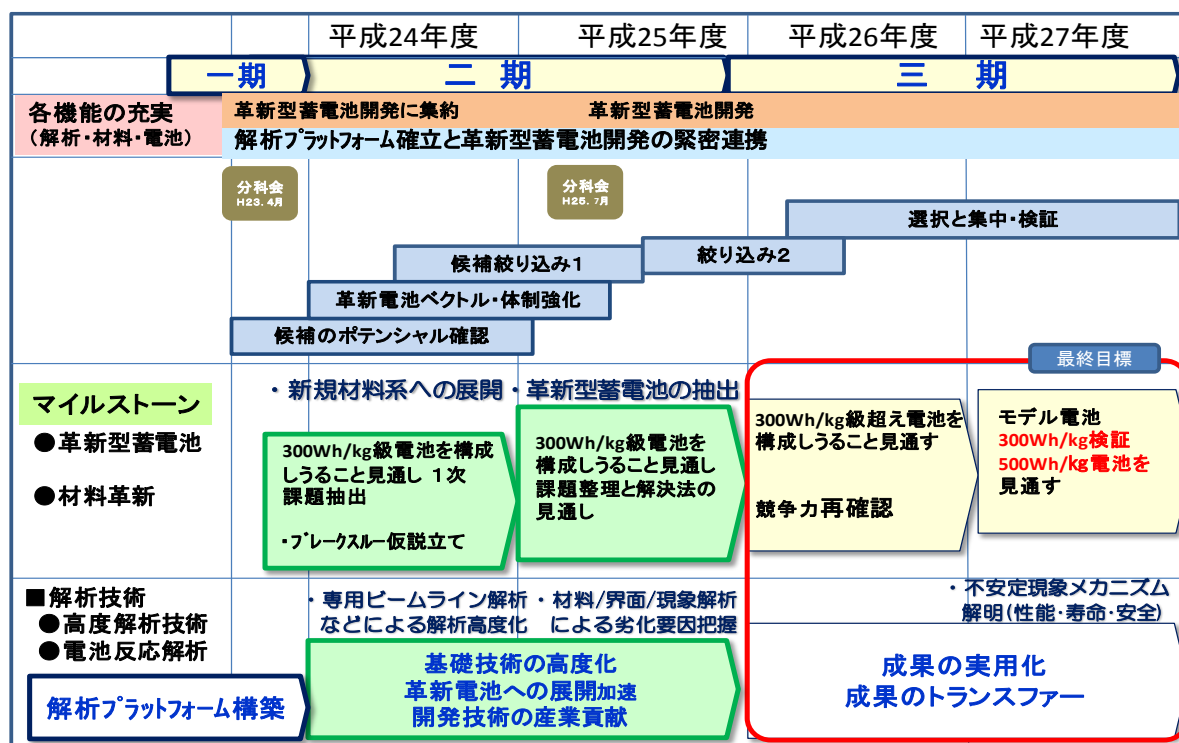 平成24年度
平成25年度
平成26年度
平成27年度
一期
二 期
三 期
各機能の充実
(解析・材料・電池)
革新型蓄電池開発に集約
革新型蓄電池開発
解析プラットフォーム確立と革新型蓄電池開発の緊密連携
分科会
H23.4月
分科会
H25.7月
選択と集中・検証
絞り込み2
候補絞り込み1
革新電池ベクトル・体制強化
候補のポテンシャル確認
最終目標
マイルストーン
●革新型蓄電池
●材料革新
・新規材料系への展開
・革新型蓄電池の抽出
300Wh/kg級電池を構成
しうること見通し 1次
課題抽出
・ブレークスルー仮説立て
300Wh/kg級電池を
構成しうること見通し
課題整理と解決法の
見通し
300Wh/kg級超え電池を
構成しうること見通す
競争力再確認
モデル電池
300Wh/kg検証
500Wh/kg電池を
見通す
■解析技術
●高度解析技術
●電池反応解析
・専用ビームライン解析
などによる解析高度化
・材料/界面/現象解析
による劣化要因把握
・不安定現象メカニズム
解明(性能・寿命・安全)
解析プラットフォーム構築
基礎技術の高度化
革新電池への展開加速
開発技術の産業貢献
成果の実用化
成果のトランスファー